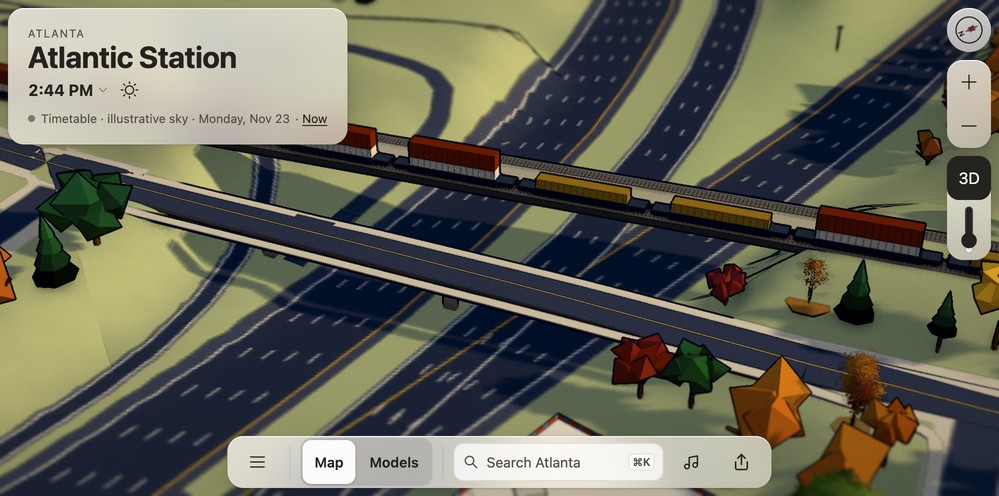 ATLANTA
Atlantic Station
2:44 PM
Timetable · illustrative sky · Monday, Nov 23 · Now
N
3D
Map
Models
Search Atlanta
⌘K